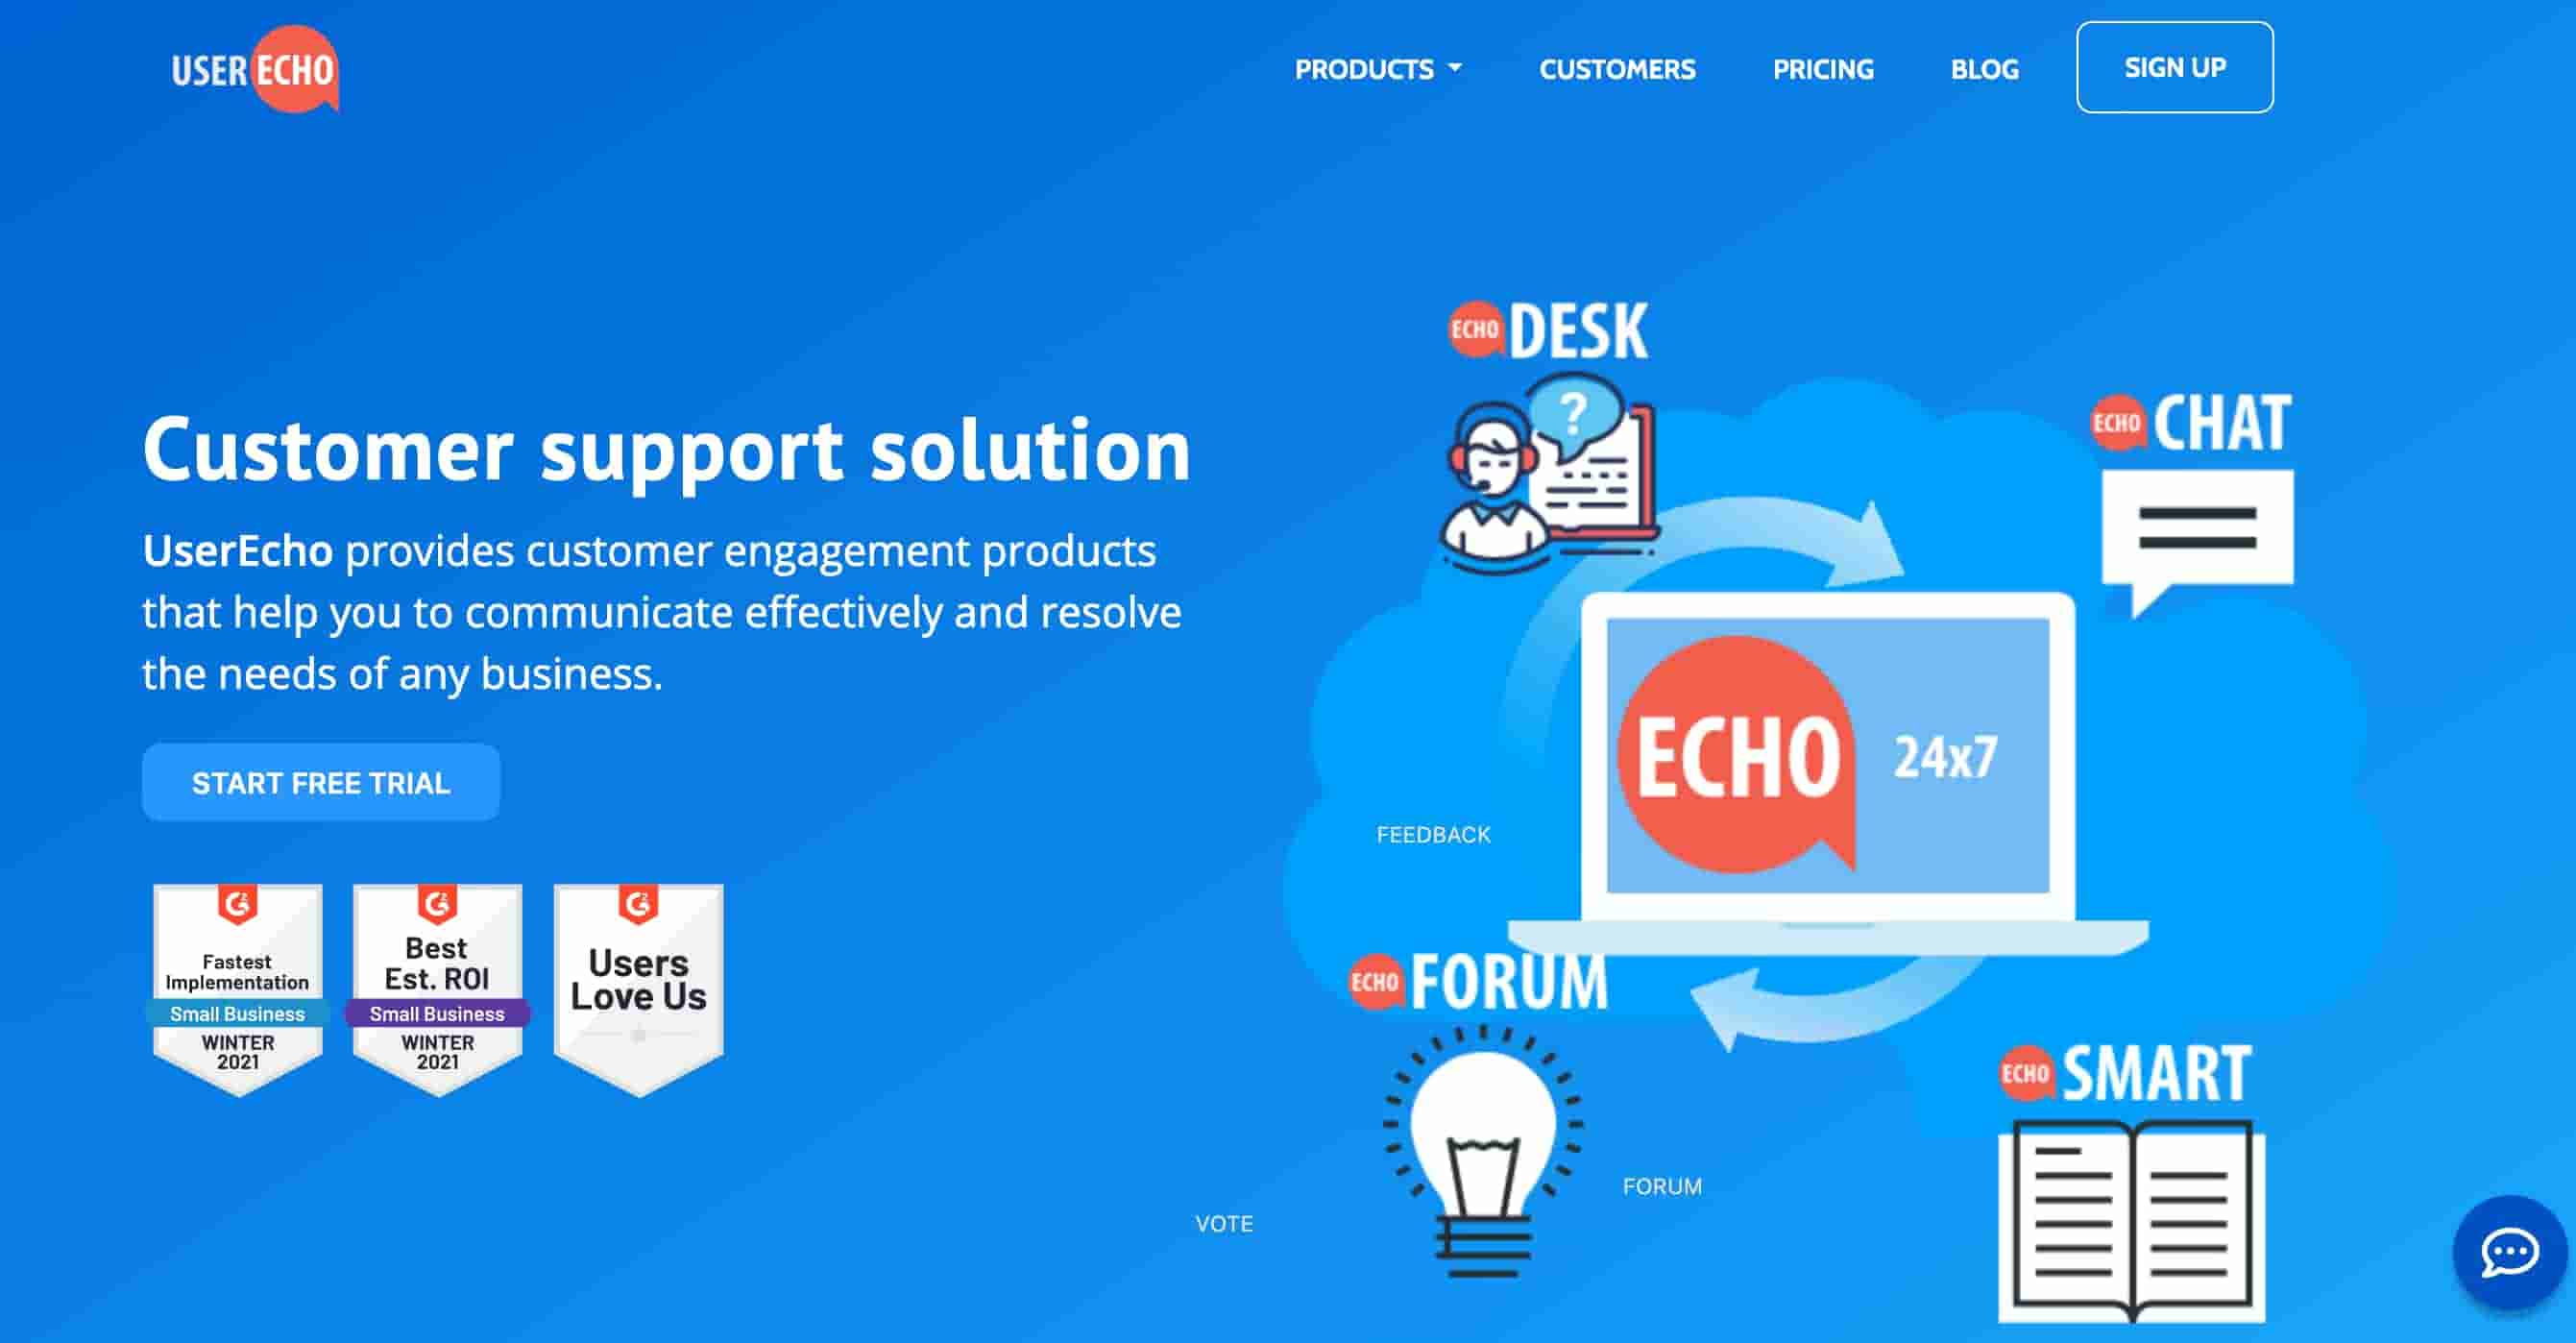 USER ECHO
PRODUCTS
CUSTOMERS
PRICING
BLOG
SIGN UP
Customer support solution
UserEcho provides customer engagement products
that help you to communicate effectively and resolve
the needs of any business.
START FREE TRIAL
Fastest
Implementation
Small Business
WINTER
2021
Best
Est. ROI
Small Business
WINTER
2021
Users
Love Us
ECHO DESK
?
ECHO CHAT
ECHO
24x7
FEEDBACK
ECHO FORUM
FORUM
VOTE
ECHO SMART